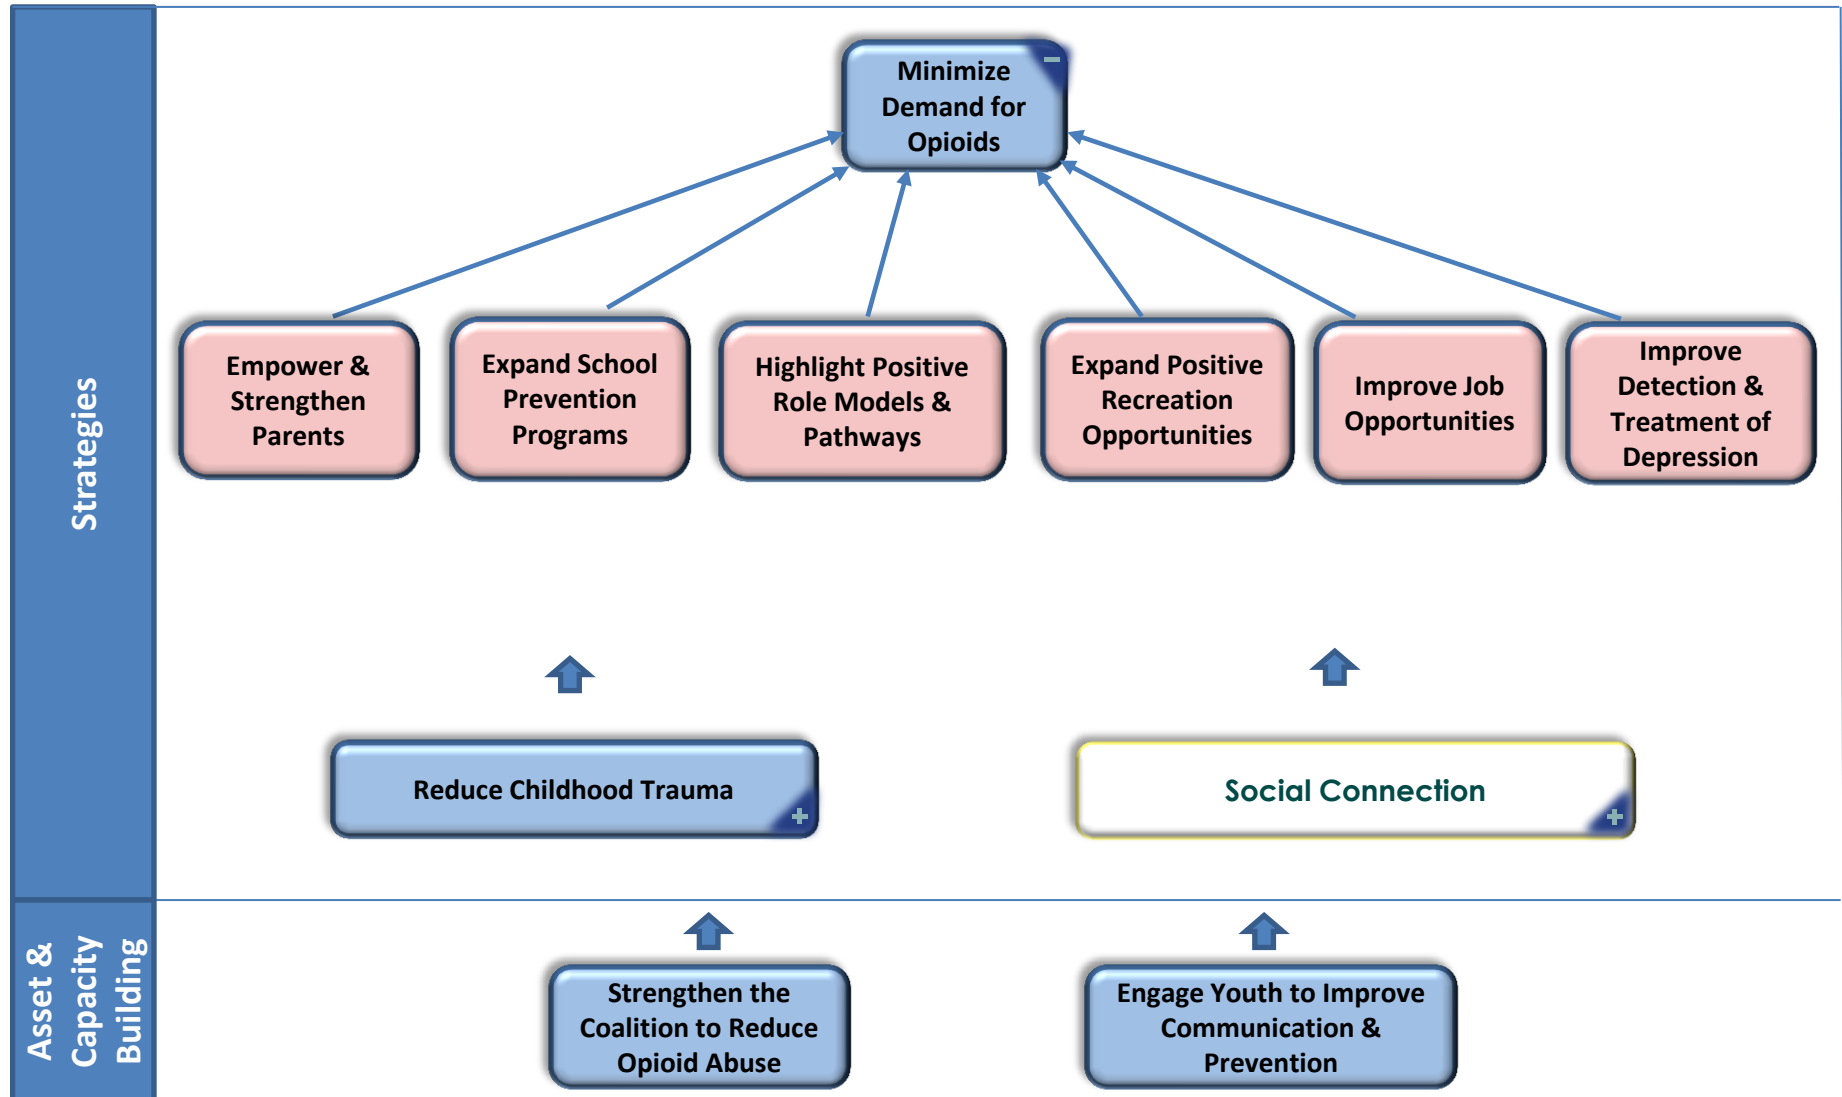 Strategies
Minimize
Demand for
Opioids
Empower &
Strengthen
Parents
Expand School
Prevention
Programs
Highlight Positive
Role Models &
Pathways
Expand Positive
Recreation
Opportunities
Improve Job
Opportunities
Improve
Detection &
Treatment of
Depression
Reduce Childhood Trauma
Social Connection
Asset &
Capacity
Building
Strengthen the
Coalition to Reduce
Opioid Abuse
Engage Youth to Improve
Communication &
Prevention